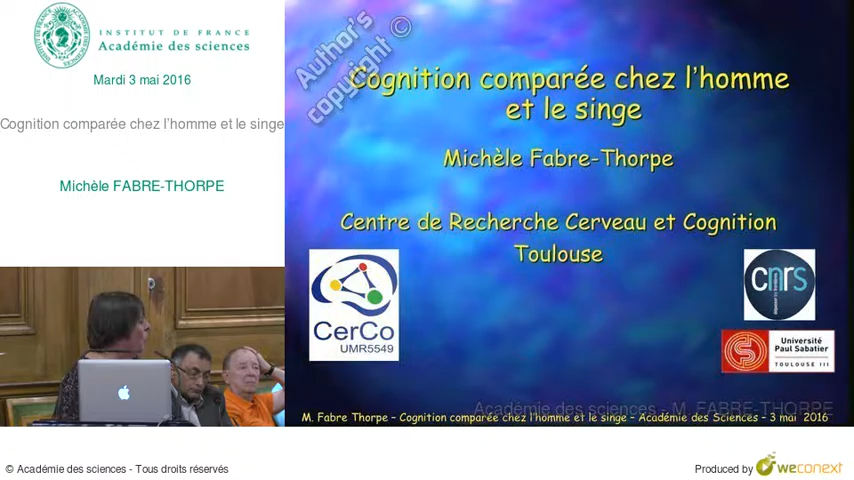 INSTITUT DE FRANCE
Académie des sciences
Mardi 3 mai 2016
Cognition comparée chez l'homme et le singe
Michèle FABRE-THORPE
Author's
copyright ©
Cognition comparée chez l'homme
et le singe
Michèle Fabre-Thorpe
Centre de Recherche Cerveau et Cognition
Toulouse
CerCo
UMR5549
cnrs
Université
Paul Sabatier
TOULOUSE III
Académie des sciences - M. FABRE-THORPE
M. Fabre Thorpe – Cognition comparée chez l'homme et le singe – Académie des Sciences – 3 mai 2016
© Académie des sciences - Tous droits réservés
Produced by weconext